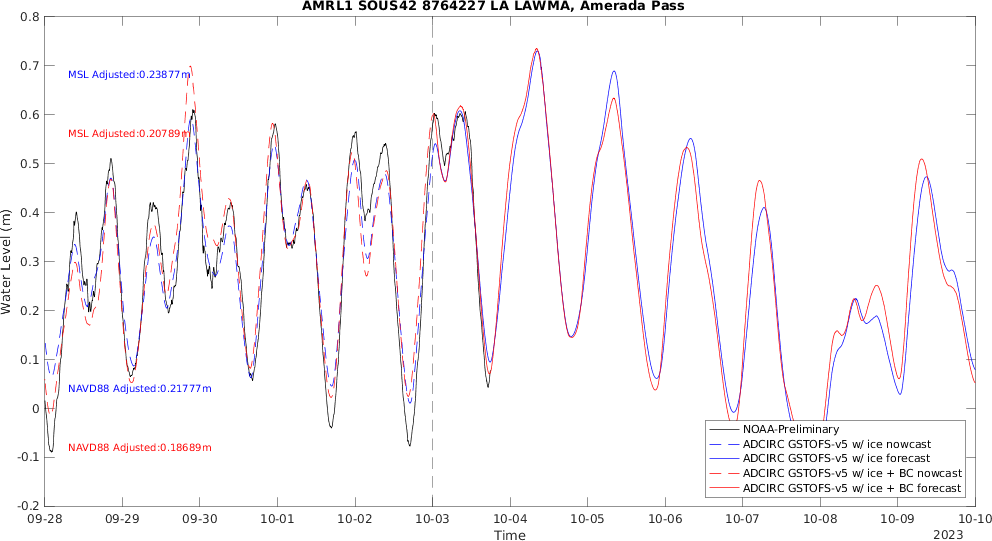 AMRL1 SOUS42 8764227 LA LAWMA, Amerada Pass
0.8
0.7
0.6
0.5
0.4
0.3
0.2
0.1
0
-0.1
-0.2
Water Level (m)
MSL Adjusted:0.23877m
MSL Adjusted:0.20789m
NAVD88 Adjusted:0.21777m
NAVD88 Adjusted:0.18689m
NOAA-Preliminary
ADCIRC GSTOFS-v5 w/ ice nowcast
ADCIRC GSTOFS-v5 w/ ice forecast
ADCIRC GSTOFS-v5 w/ ice + BC nowcast
ADCIRC GSTOFS-v5 w/ ice + BC forecast
09-28 09-29 09-30 10-01 10-02 10-03 10-04 10-05 10-06 10-07 10-08 10-09 10-10
Time
2023